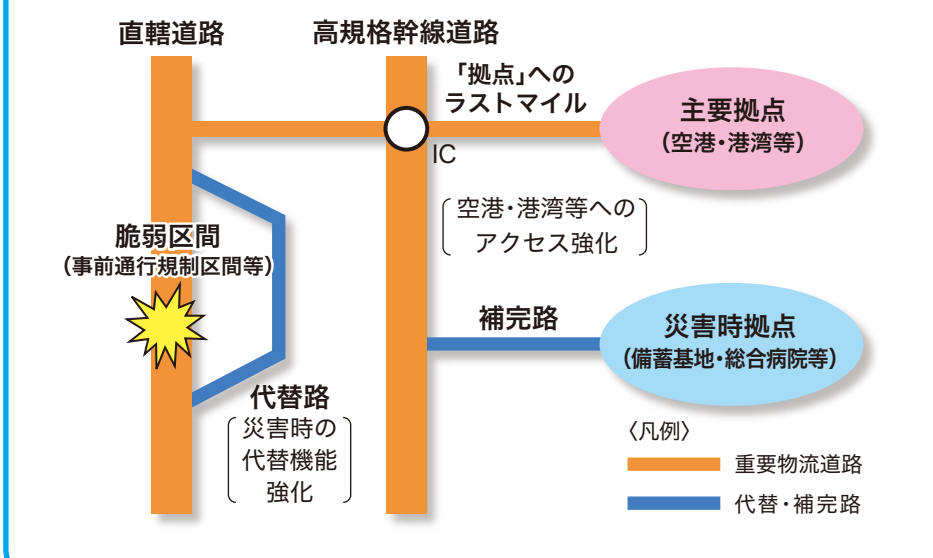 直轄道路
高規格幹線道路
「拠点」への
ラストマイル
主要拠点
(空港・港湾等)
IC
空港・港湾等への
アクセス強化
脆弱区間
(事前通行規制区間等)
補完路
災害時拠点
(備蓄基地・総合病院等)
代替路
災害時の
代替機能
強化
〈凡例〉
重要物流道路
代替・補完路